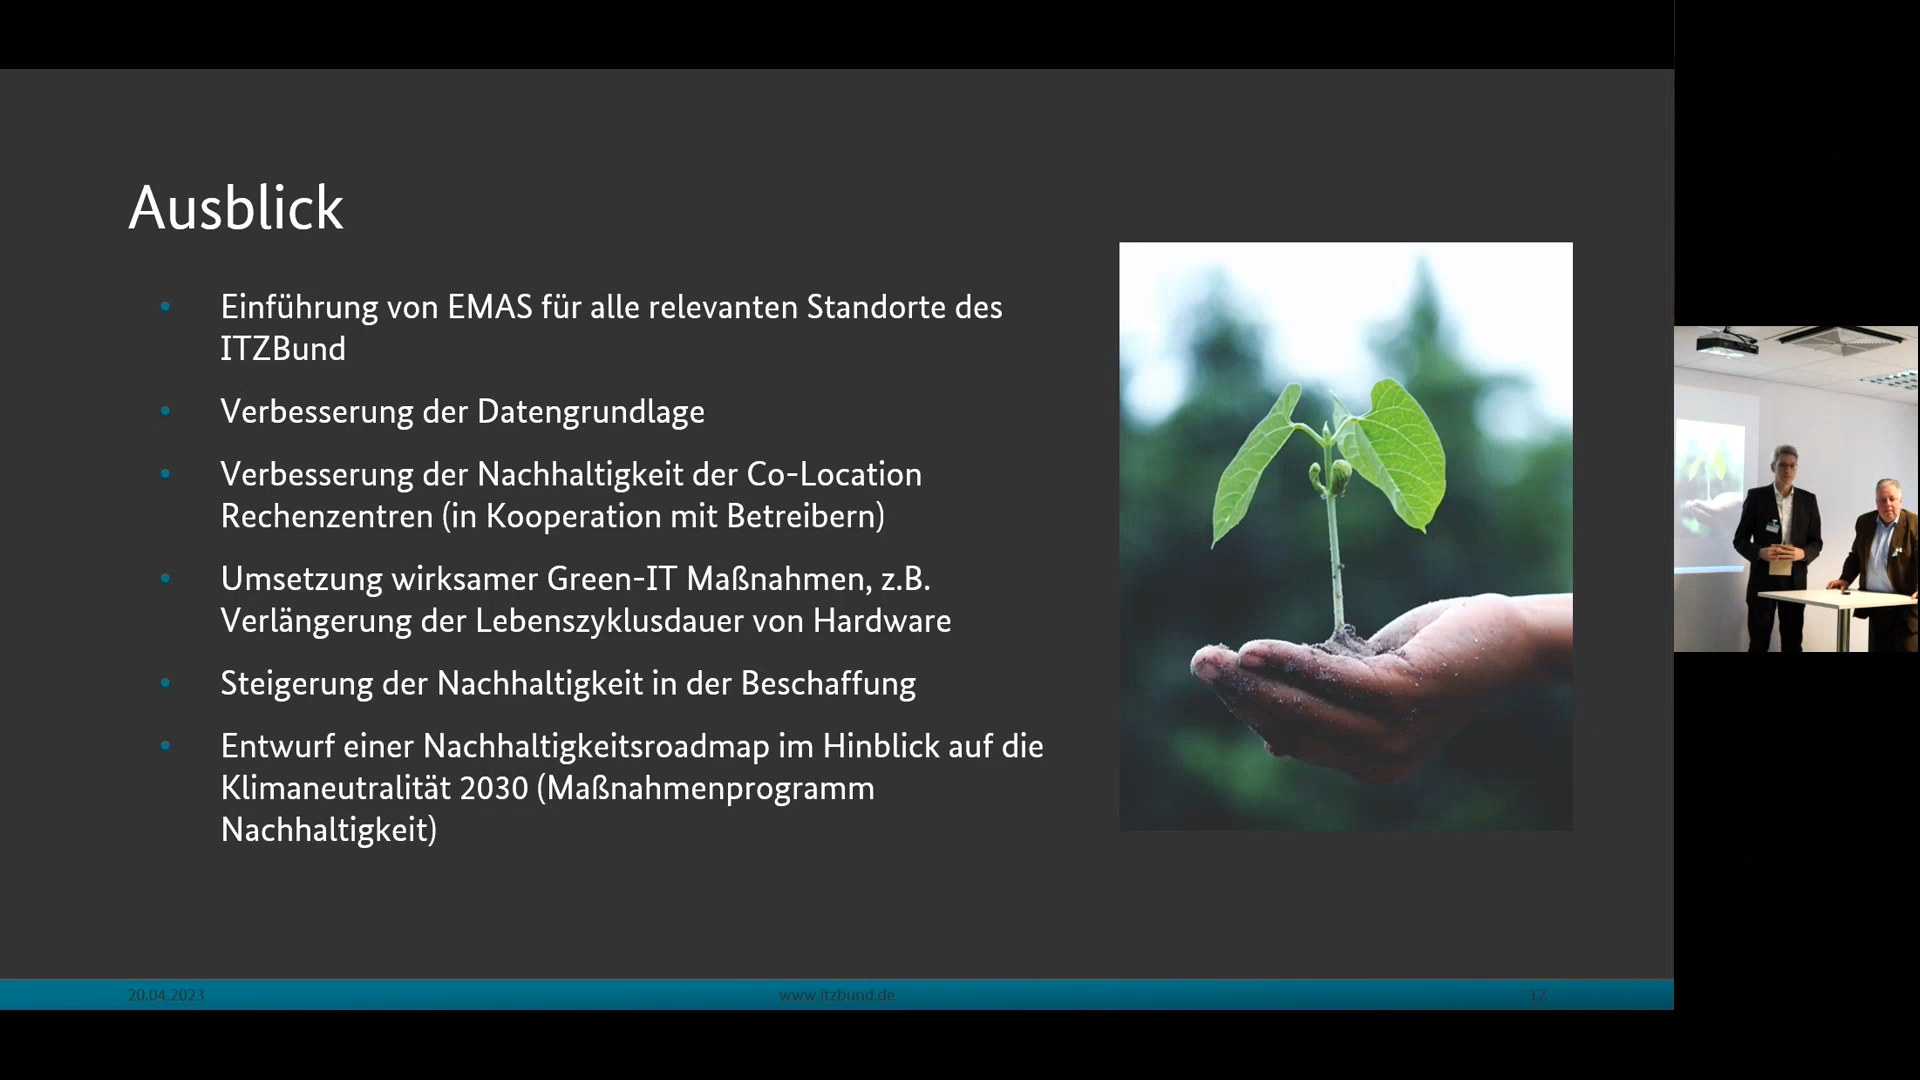 Ausblick
• Einführung von EMAS für alle relevanten Standorte des
ITZBund
• Verbesserung der Datengrundlage
• Verbesserung der Nachhaltigkeit der Co-Location
Rechenzentren (in Kooperation mit Betreibern)
• Umsetzung wirksamer Green-IT Maßnahmen, z.B.
Verlängerung der Lebenszyklusdauer von Hardware
• Steigerung der Nachhaltigkeit in der Beschaffung
• Entwurf einer Nachhaltigkeitsroadmap im Hinblick auf die
Klimaneutralität 2030 (Maßnahmenprogramm
Nachhaltigkeit)
20.04.2023
www.itzbund.de
12